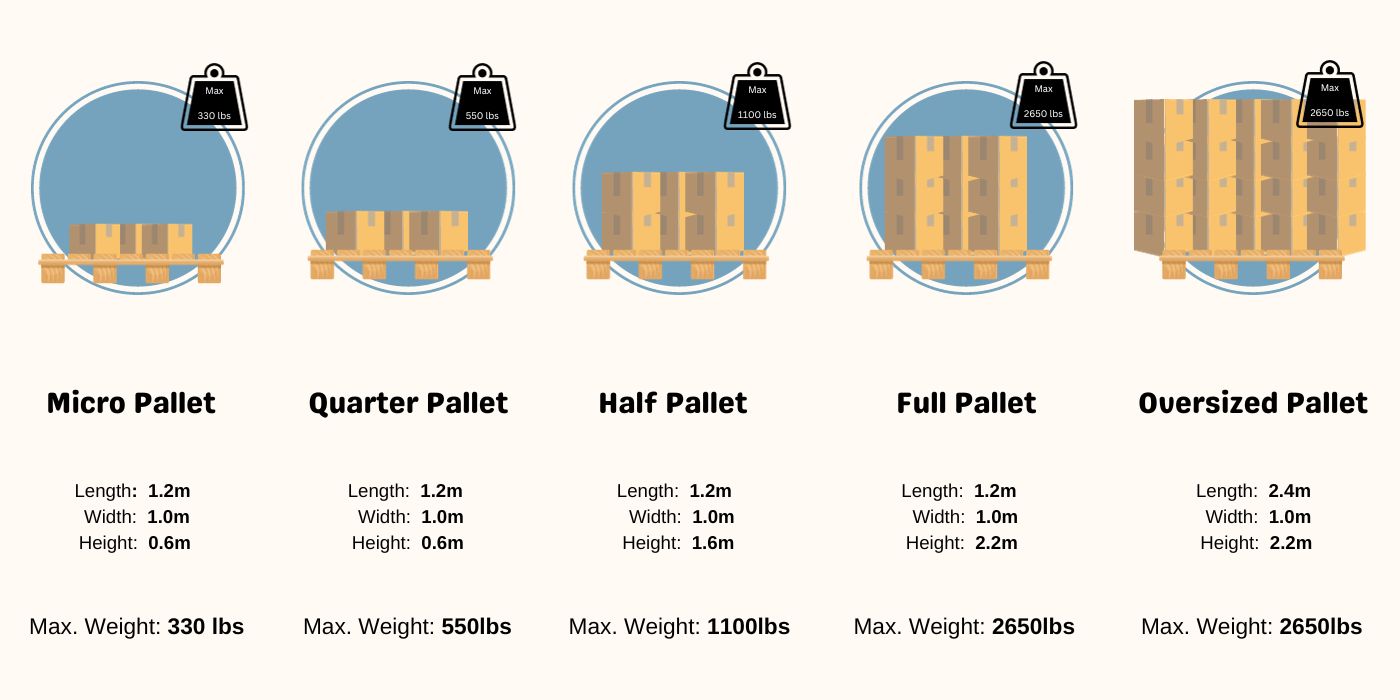 Max
330 lbs
Max
550 lbs
Max
1100 lbs
Max
2650 lbs
Max
2650 lbs
Micro Pallet
Length: 1.2m
Width: 1.0m
Height: 0.6m
Max. Weight: 330 lbs
Quarter Pallet
Length: 1.2m
Width: 1.0m
Height: 0.6m
Max. Weight: 550lbs
Half Pallet
Length: 1.2m
Width: 1.0m
Height: 1.6m
Max. Weight: 1100lbs
Full Pallet
Length: 1.2m
Width: 1.0m
Height: 2.2m
Max. Weight: 2650lbs
Oversized Pallet
Length: 2.4m
Width: 1.0m
Height: 2.2m
Max. Weight: 2650lbs